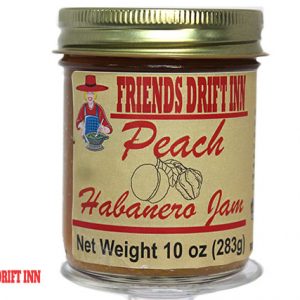 FRIENDS DRIFT INN
Peach
Habanero Jam
Net Weight 10 oz (283g)
DRIFT INN